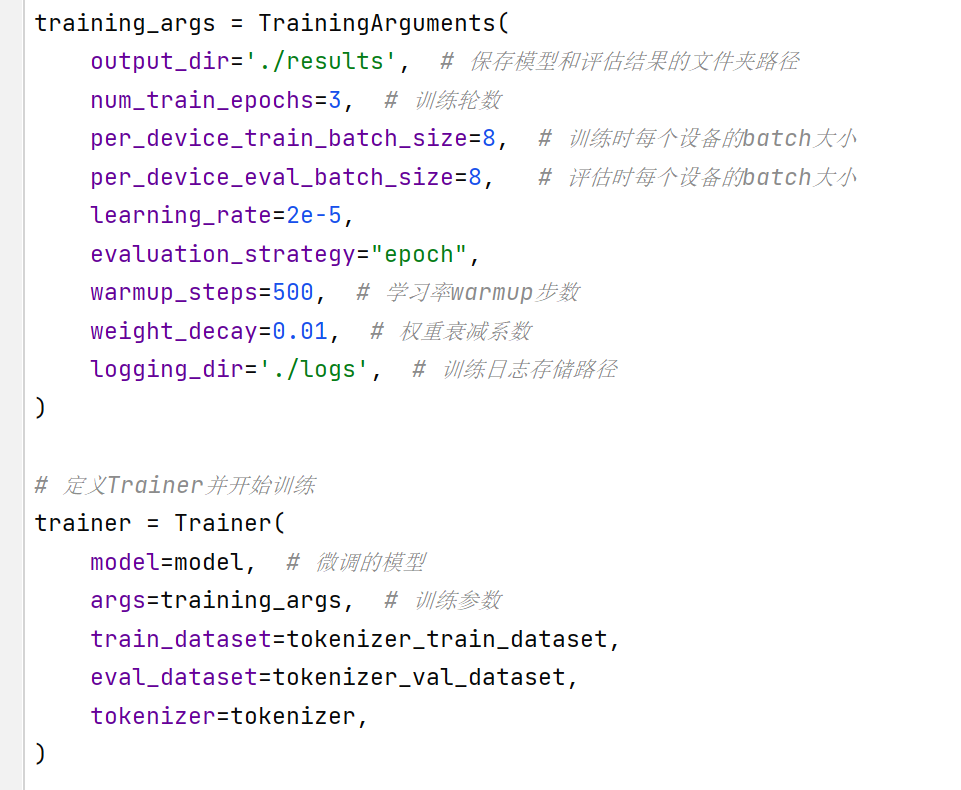 training_args = TrainingArguments(
    output_dir='./results',  # 保存模型和评估结果的文件夹路径
    num_train_epochs=3,  # 训练轮数
    per_device_train_batch_size=8,  # 训练时每个设备的batch大小
    per_device_eval_batch_size=8,   # 评估时每个设备的batch大小
    learning_rate=2e-5,
    evaluation_strategy="epoch",
    warmup_steps=500,  # 学习率warmup步数
    weight_decay=0.01,  # 权重衰减系数
    logging_dir='./logs',  # 训练日志存储路径
)

# 定义Trainer并开始训练
trainer = Trainer(
    model=model,  # 微调的模型
    args=training_args,  # 训练参数
    train_dataset=tokenizer_train_dataset,
    eval_dataset=tokenizer_val_dataset,
    tokenizer=tokenizer,
)